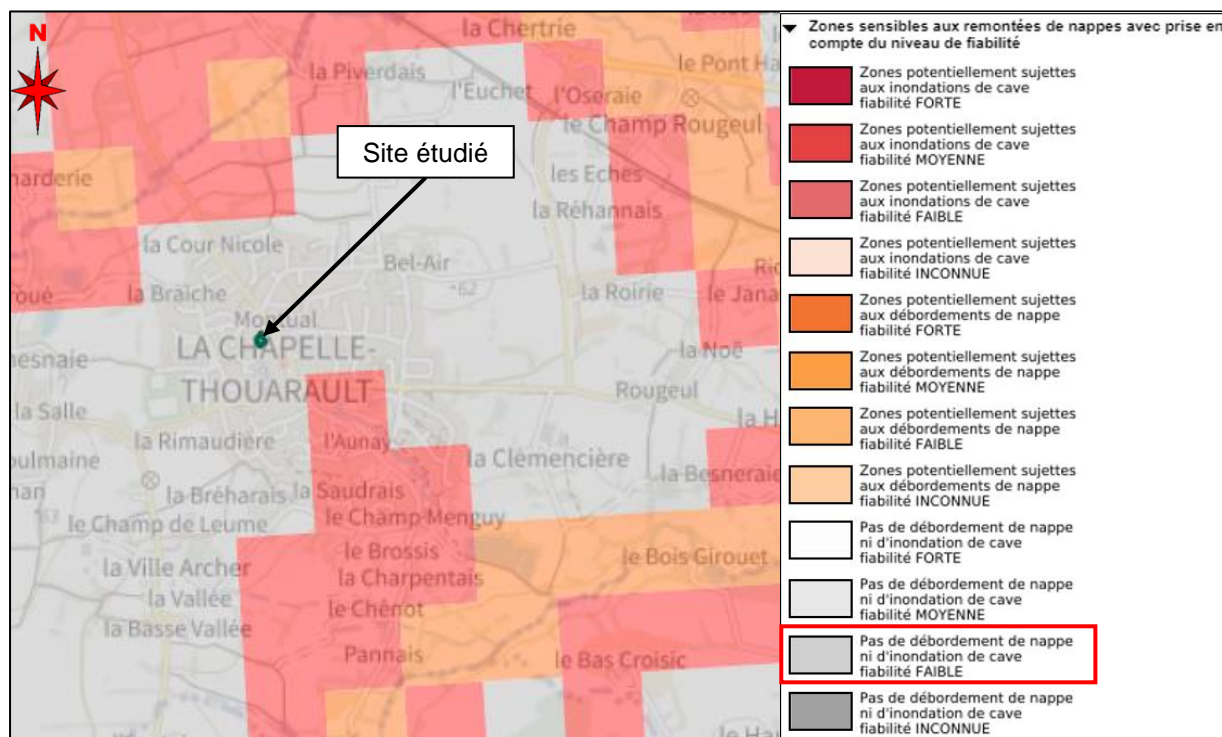 N
Site étudié
la Chertrie
la Piverdais
le Pont Ha
l'Euchet
l'Oseraie
le Champ Rougeul
les Eches
harderie
la Réhannais
la Cour Nicole
Bel-Air
62
la Braiche
la Roirie
le Jana
Montual
LA CHAPELLE-
THOUARAULT
la Noë
esnaie
Rougeul
la Salle
la H
la Rimaudière
l'Aunay
la Clémencière
oulmaine
la Besneraie
la Bréharais
la Saudrais
63
le Champ de Leume
le Champ Menguy
le Brossis
le Bois Girouet
la Ville Archer
la Charpentais
la Vallée
le Chênot
la Basse Vallée
Pannais
le Bas Croisic
Zones sensibles aux remontées de nappes avec prise en
compte du niveau de fiabilité
Zones potentiellement sujettes
aux inondations de cave
fiabilité FORTE
Zones potentiellement sujettes
aux inondations de cave
fiabilité MOYENNE
Zones potentiellement sujettes
aux inondations de cave
fiabilité FAIBLE
Zones potentiellement sujettes
aux inondations de cave
fiabilité INCONNUE
Zones potentiellement sujettes
aux débordements de nappe
fiabilité FORTE
Zones potentiellement sujettes
aux débordements de nappe
fiabilité MOYENNE
Zones potentiellement sujettes
aux débordements de nappe
fiabilité FAIBLE
Zones potentiellement sujettes
aux débordements de nappe
fiabilité INCONNUE
Pas de débordement de nappe
ni d'inondation de cave
fiabilité FORTE
Pas de débordement de nappe
ni d'inondation de cave
fiabilité MOYENNE
Pas de débordement de nappe
ni d'inondation de cave
fiabilité FAIBLE
Pas de débordement de nappe
ni d'inondation de cave
fiabilité INCONNUE